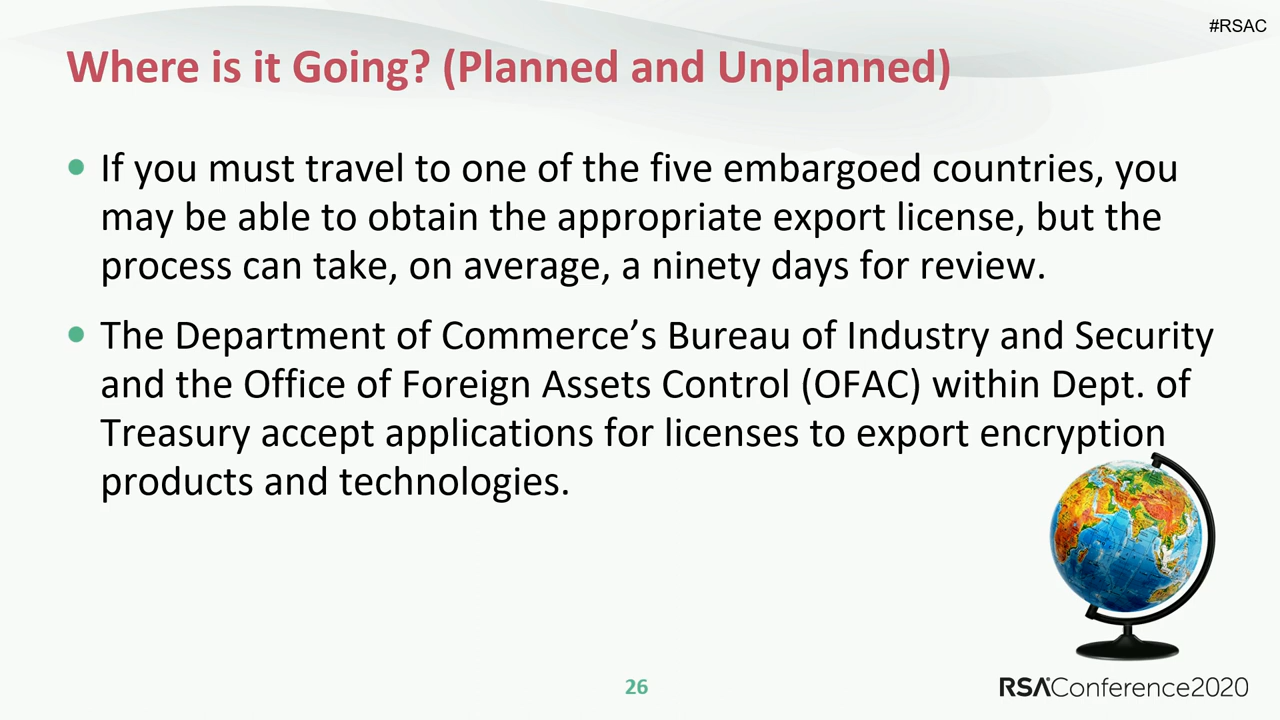 #RSAC
Where is it Going? (Planned and Unplanned)
• If you must travel to one of the five embargoed countries, you
may be able to obtain the appropriate export license, but the
process can take, on average, a ninety days for review.
• The Department of Commerce’s Bureau of Industry and Security
and the Office of Foreign Assets Control (OFAC) within Dept. of
Treasury accept applications for licenses to export encryption
products and technologies.
26
RSA Conference2020